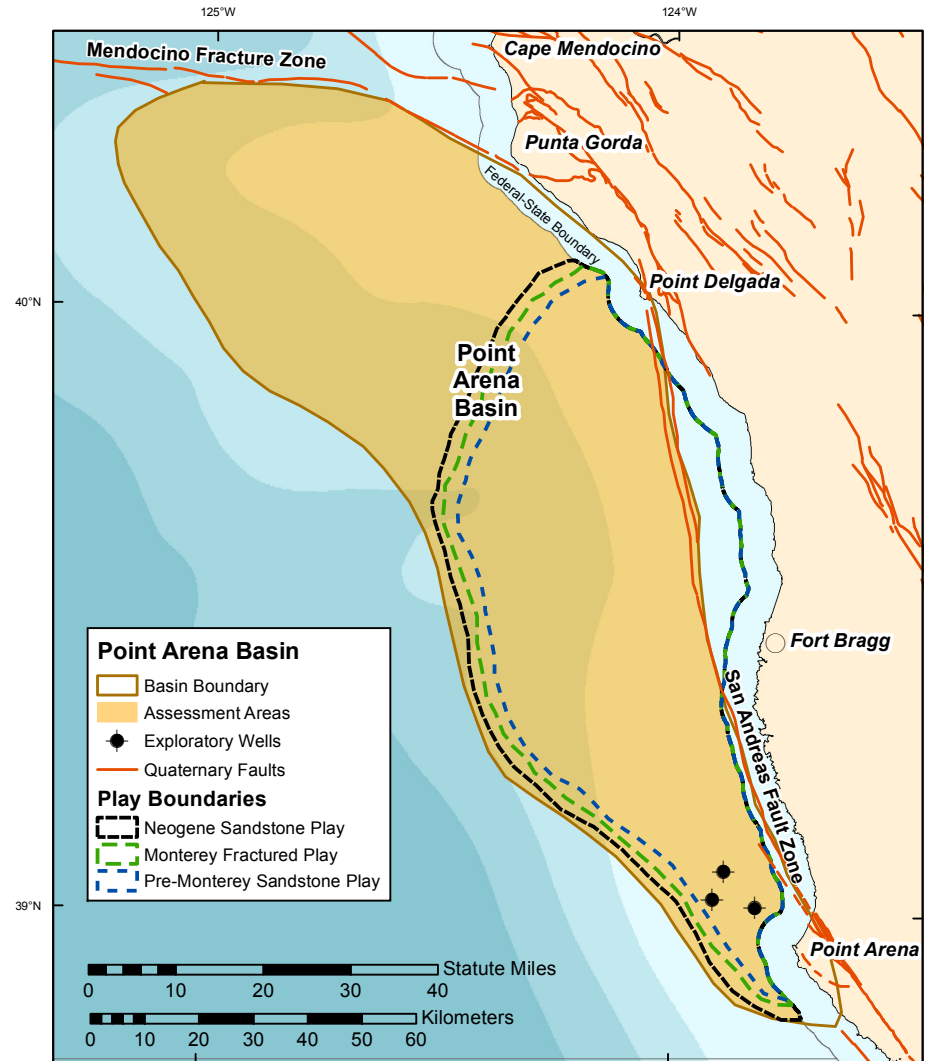 125°W
124°W
Mendocino Fracture Zone
Cape Mendocino
Punta Gorda
Federal-State Boundary
Point Delgada
40°N
Point
Arena
Basin
Fort Bragg
San Andreas Fault Zone
Point Arena Basin
Basin Boundary
Assessment Areas
Exploratory Wells
Quaternary Faults
Play Boundaries
Neogene Sandstone Play
Monterey Fractured Play
Pre-Monterey Sandstone Play
39°N
Point Arena
Statute Miles
0 10 20 30 40
Kilometers
0 10 20 30 40 50 60